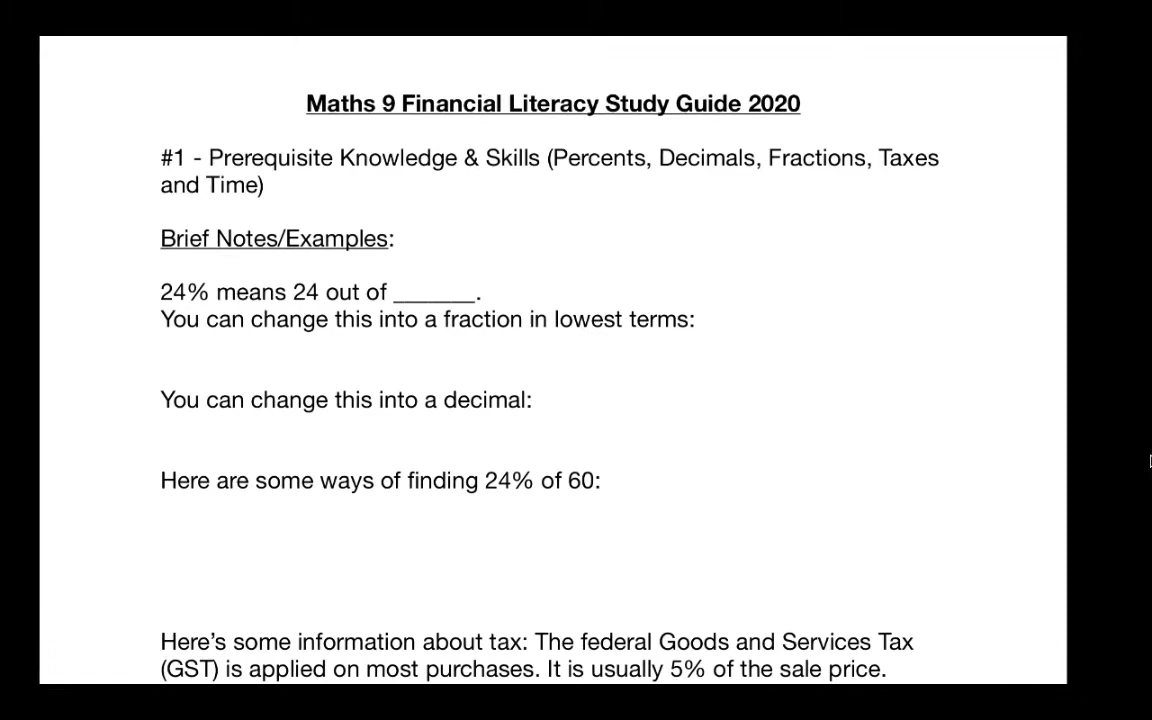 Maths 9 Financial Literacy Study Guide 2020
#1 - Prerequisite Knowledge & Skills (Percents, Decimals, Fractions, Taxes
and Time)
Brief Notes/Examples:
24% means 24 out of ______.
You can change this into a fraction in lowest terms:
You can change this into a decimal:
Here are some ways of finding 24% of 60:
Here’s some information about tax: The federal Goods and Services Tax
(GST) is applied on most purchases. It is usually 5% of the sale price.